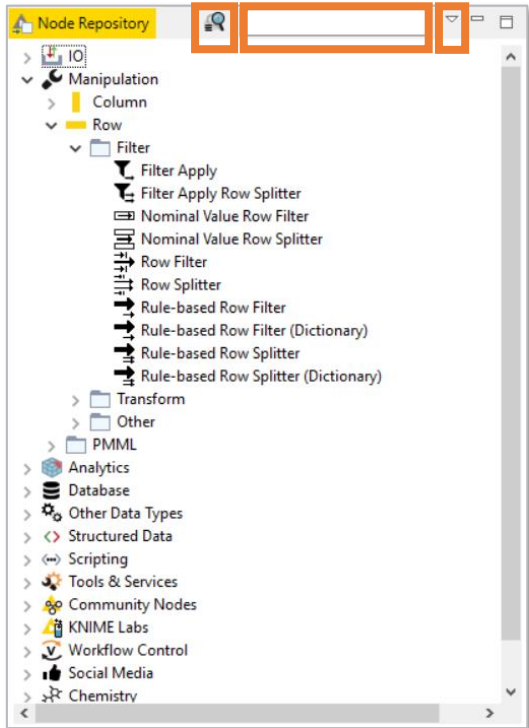 Node Repository
IO
Manipulation
Column
Row
Filter
Filter Apply
Filter Apply Row Splitter
Nominal Value Row Filter
Nominal Value Row Splitter
Row Filter
Row Splitter
Rule-based Row Filter
Rule-based Row Filter (Dictionary)
Rule-based Row Splitter
Rule-based Row Splitter (Dictionary)
Transform
Other
PMML
Analytics
Database
Other Data Types
Structured Data
Scripting
Tools & Services
Community Nodes
KNIME Labs
Workflow Control
Social Media
Chemistry